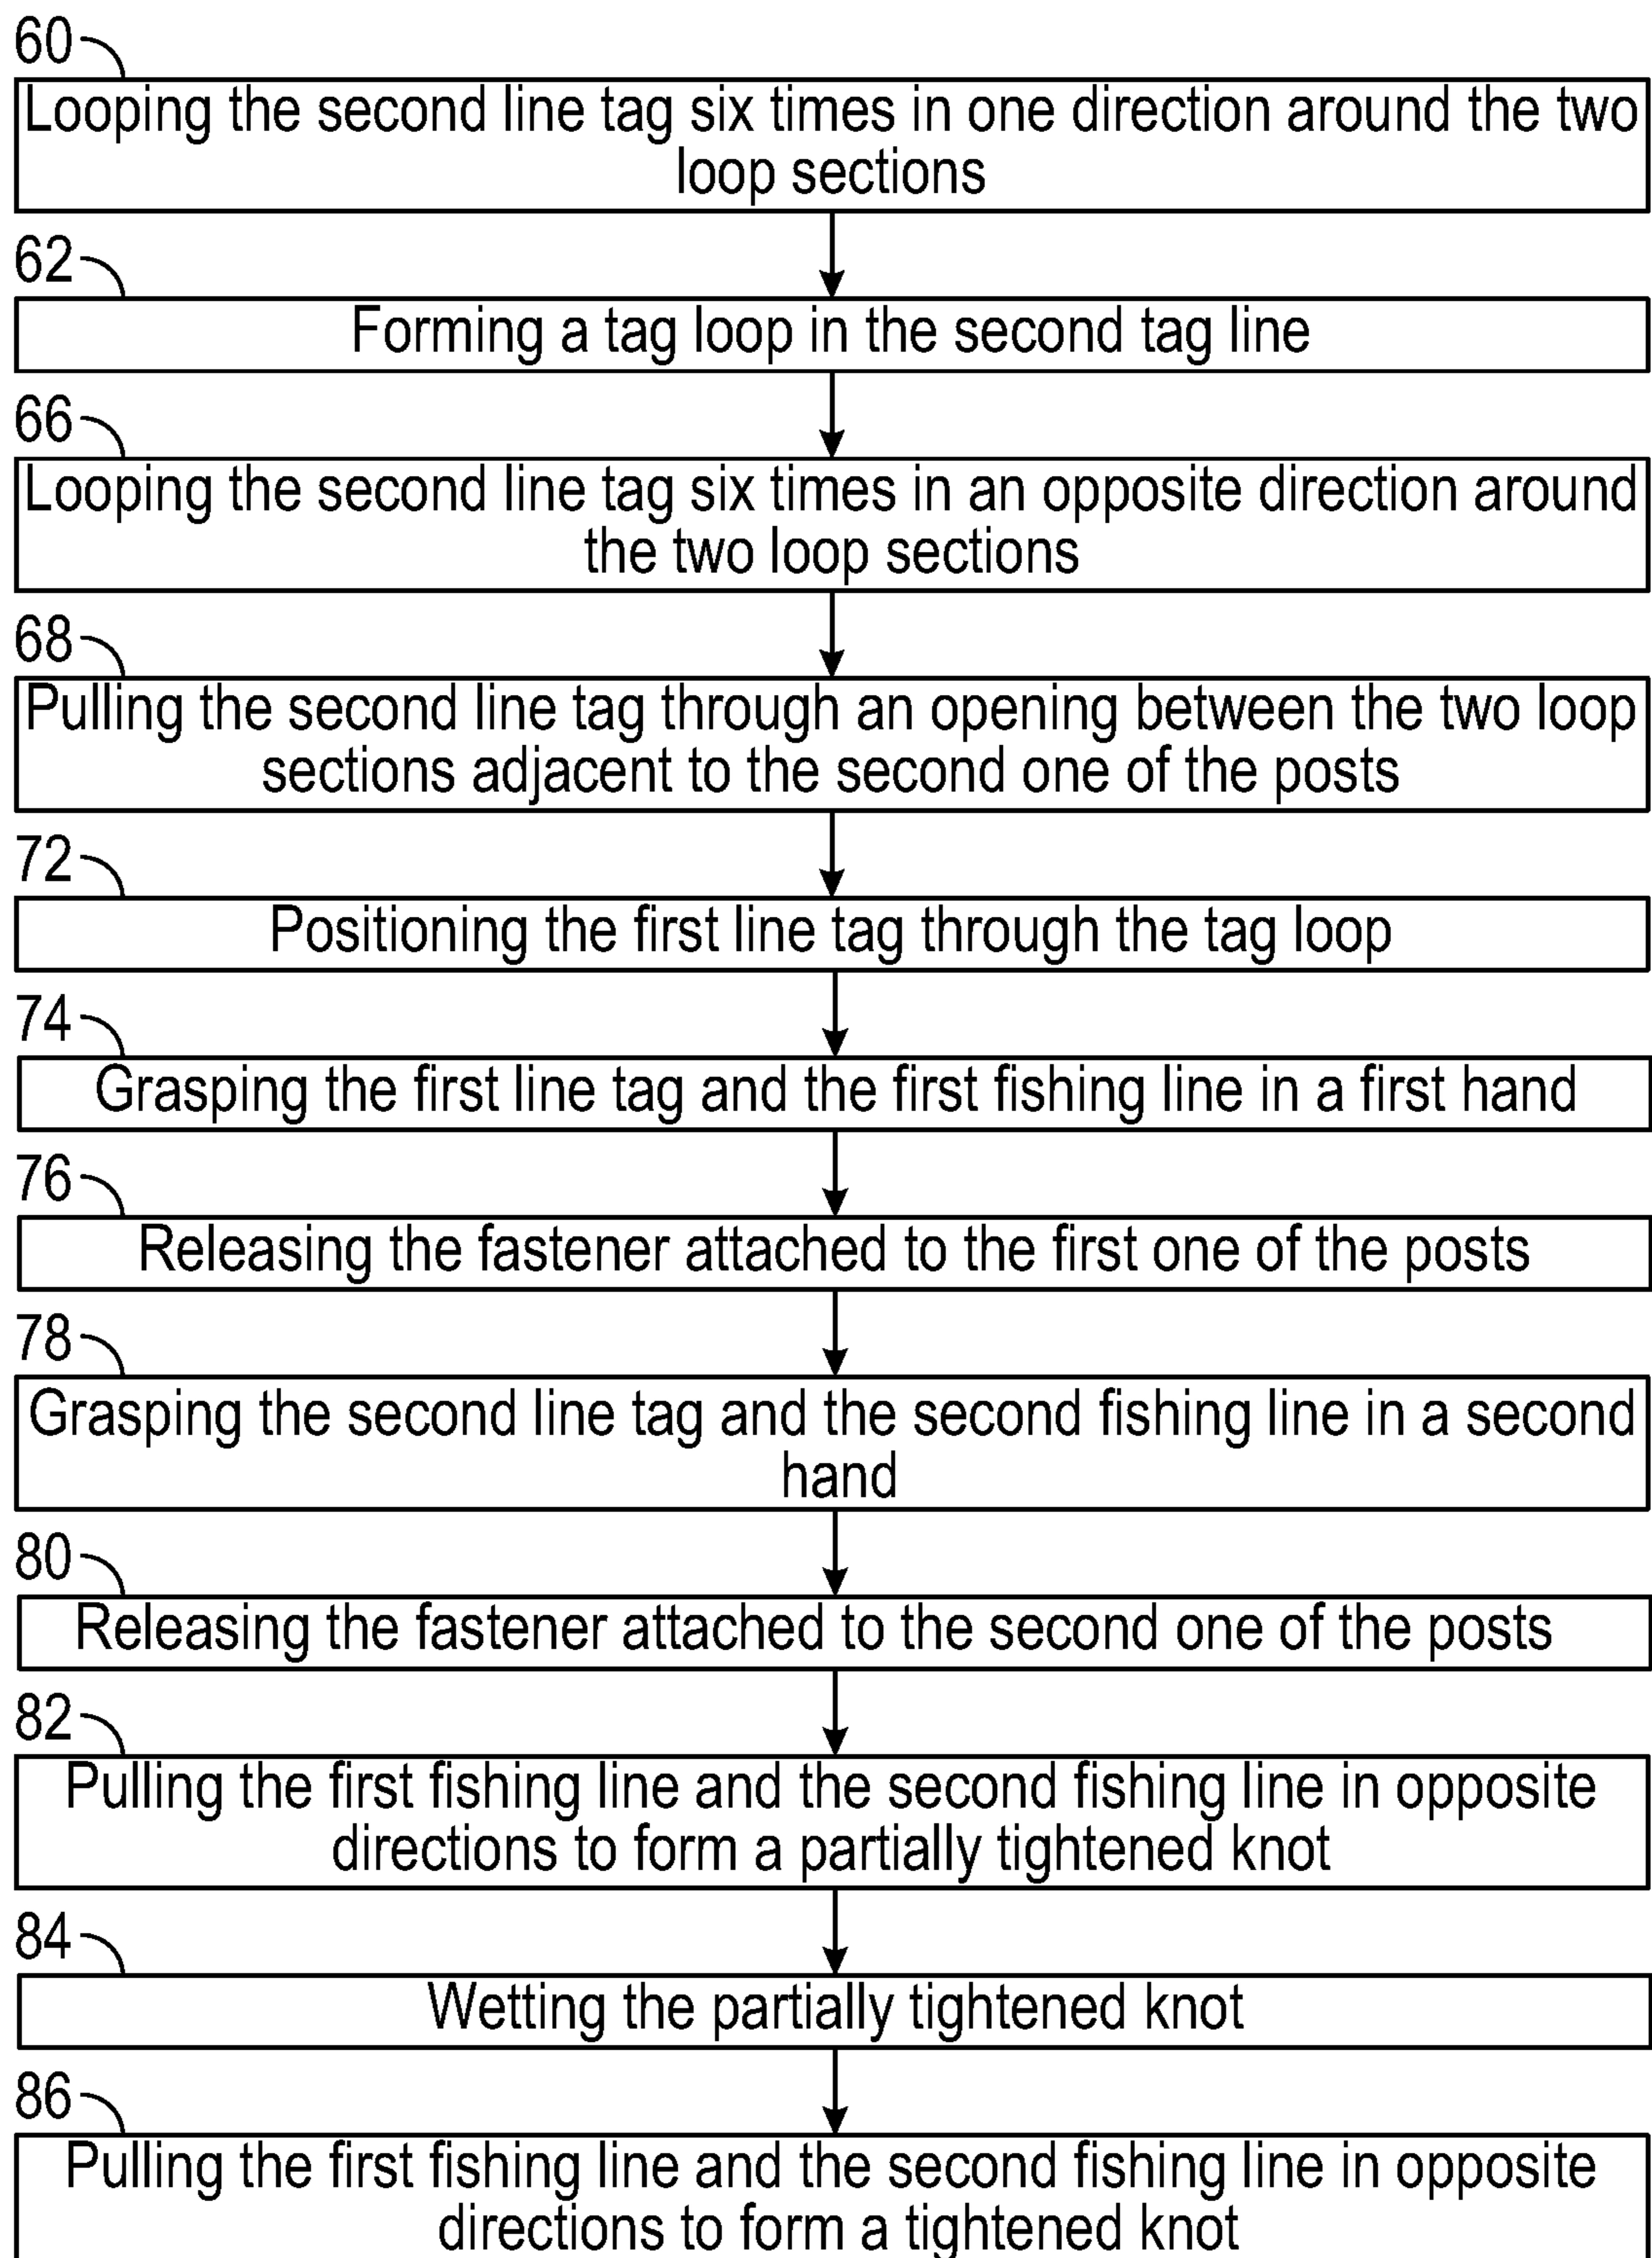 60
Looping the second line tag six times in one direction around the two
loop sections
62
Forming a tag loop in the second tag line
66
Looping the second line tag six times in an opposite direction around
the two loop sections
68
Pulling the second line tag through an opening between the two loop
sections adjacent to the second one of the posts
72
Positioning the first line tag through the tag loop
74
Grasping the first line tag and the first fishing line in a first hand
76
Releasing the fastener attached to the first one of the posts
78
Grasping the second line tag and the second fishing line in a second
hand
80
Releasing the fastener attached to the second one of the posts
82
Pulling the first fishing line and the second fishing line in opposite
directions to form a partially tightened knot
84
Wetting the partially tightened knot
86
Pulling the first fishing line and the second fishing line in opposite
directions to form a tightened knot